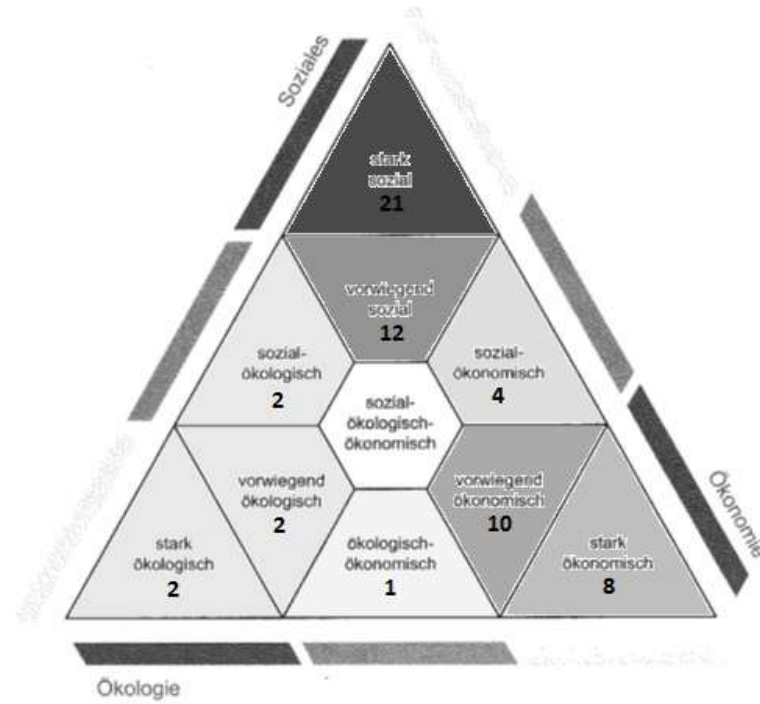 Soziales
stark
sozial
21
vorwiegend
sozial
12
sozial-
ökologisch
2
sozial-
ökonomisch
4
sozial-
ökologisch-
ökonomisch
vorwiegend
ökologisch
2
vorwiegend
ökonomisch
10
stark
ökologisch
2
ökologisch-
ökonomisch
1
stark
ökonomisch
8
Ökonomie
Ökologie